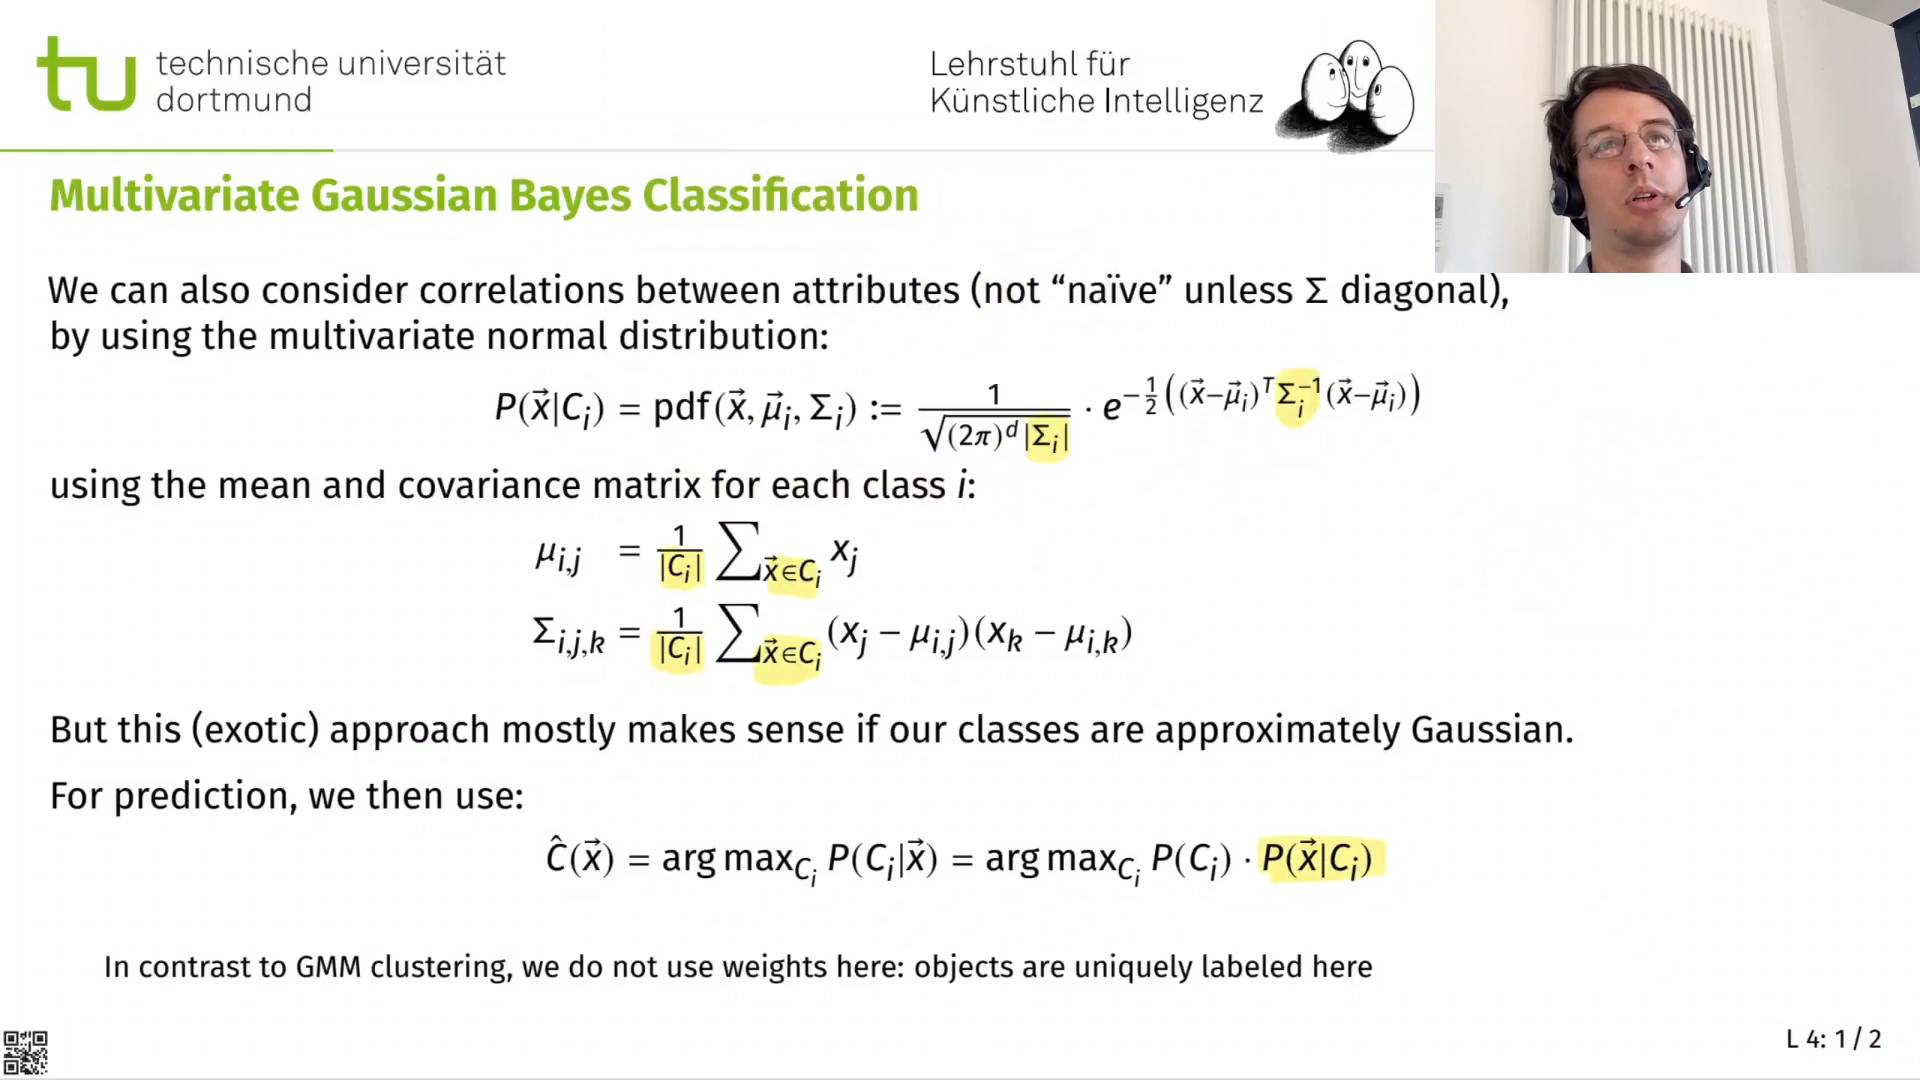 technische universität
dortmund
Lehrstuhl für
Künstliche Intelligenz
Multivariate Gaussian Bayes Classification
We can also consider correlations between attributes (not “naïve” unless Σ diagonal),
by using the multivariate normal distribution:
P(x⃗|C_i) = pdf(x⃗, μ⃗_i, Σ_i) := 1/√((2π)^d |Σ_i|) · e^(−½((x⃗−μ⃗_i)^T Σ_i^−1 (x⃗−μ⃗_i)))
using the mean and covariance matrix for each class i:
μ_i,j = 1/|C_i| ∑_x⃗∈C_i x_j
Σ_i,j,k = 1/|C_i| ∑_x⃗∈C_i (x_j − μ_i,j)(x_k − μ_i,k)
But this (exotic) approach mostly makes sense if our classes are approximately Gaussian.
For prediction, we then use:
Ĉ(x⃗) = arg max_C_i P(C_i|x⃗) = arg max_C_i P(C_i) · P(x⃗|C_i)
In contrast to GMM clustering, we do not use weights here: objects are uniquely labeled here
L 4: 1 / 2